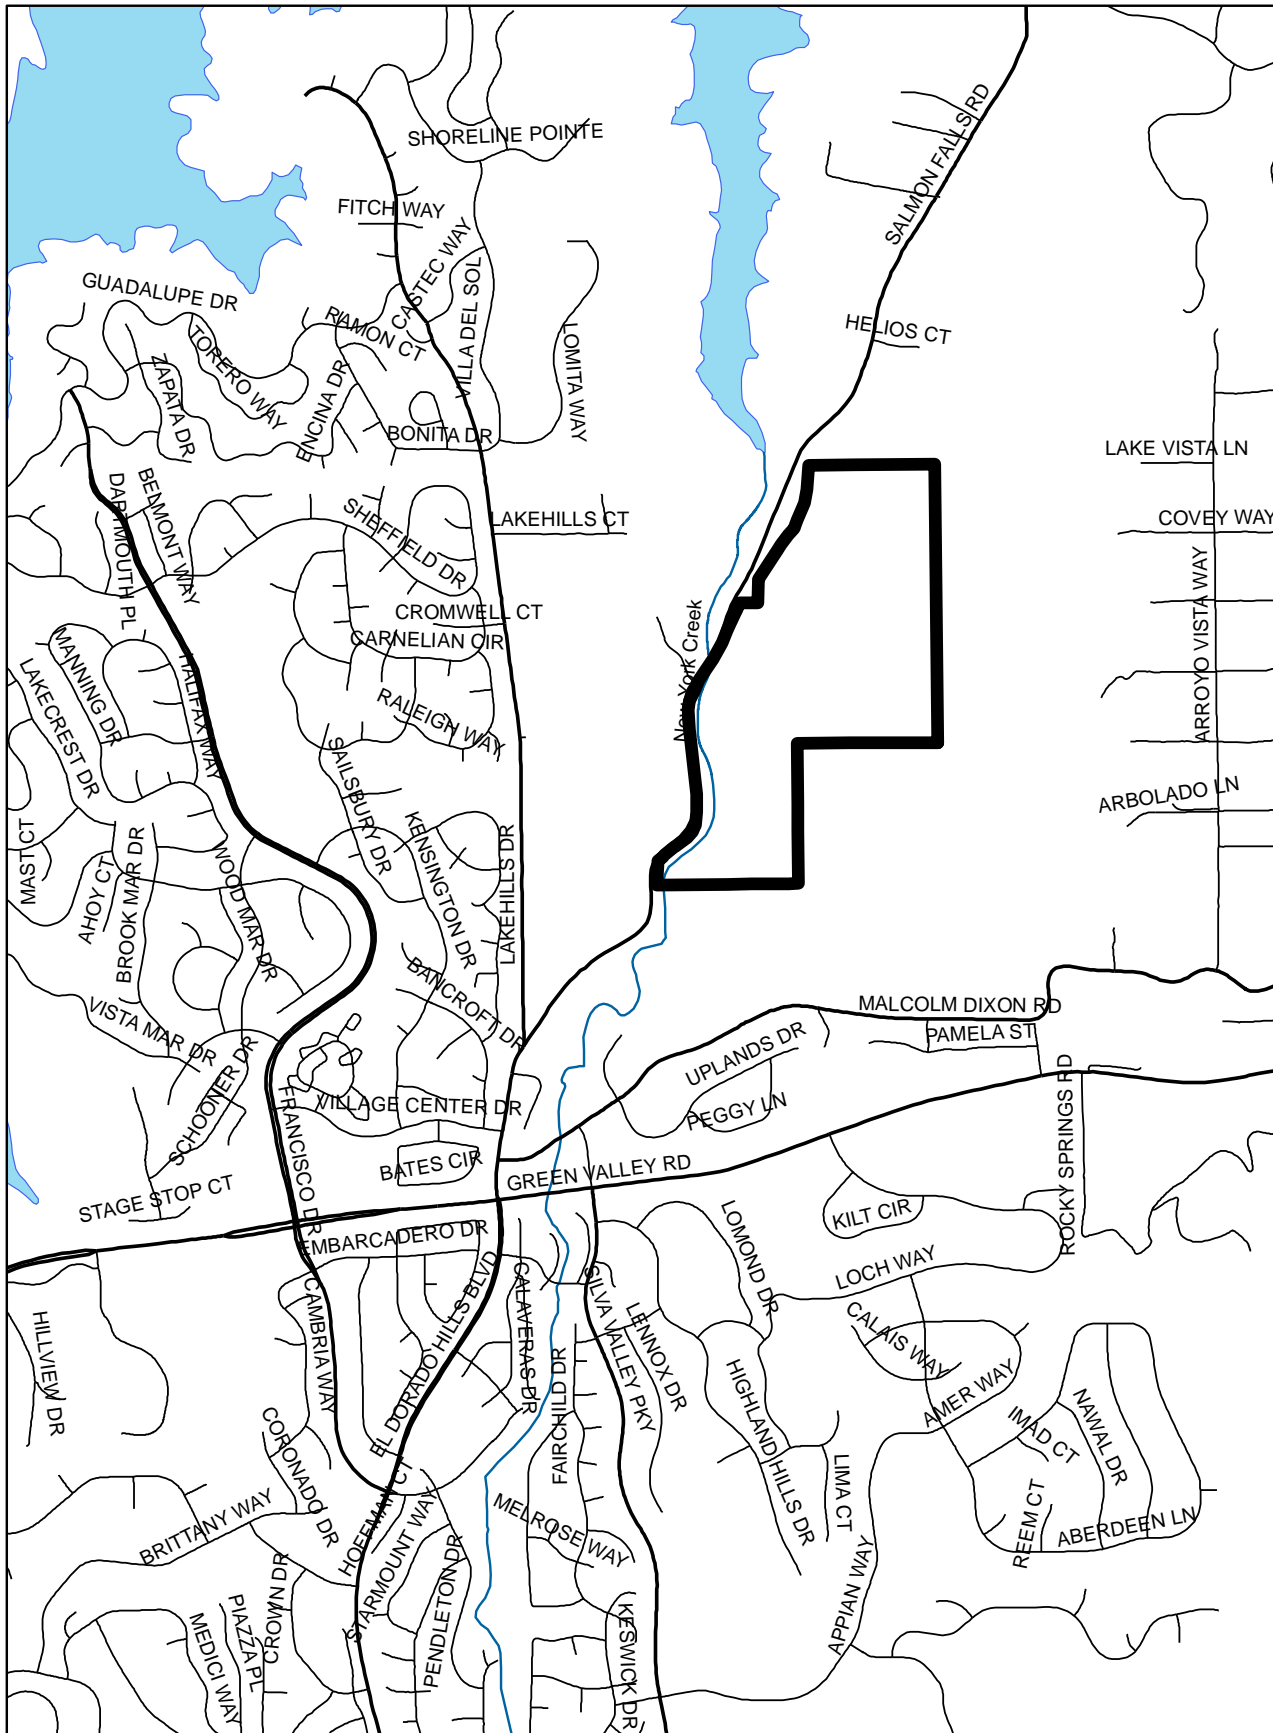 SHORELINE POINTE
SALMON FALLS RD
FITCH WAY
CASTEC WAY
GUADALUPE DR
VILLA DEL SOL
RAMON CT
HELIOS CT
TORERO WAY
ZAPATA DR
ENCINA DR
LOMITA WAY
BONITA DR
LAKE VISTA LN
BELMONT WAY
DARTMOUTH PL
SHEFFIELD DR
LAKEHILLS CT
COVEY WAY
CROMWELL CT
CARNELIAN CIR
New York Creek
ARROYO VISTA WAY
MANNING DR
LAKECREST DR
HALIFAX WAY
RALEIGH WAY
SAILSBURY DR
ARBOLADO LN
MAST CT
AHOY CT
BROOK MAR DR
WOOD MAR DR
KENSINGTON DR
LAKEHILLS DR
BANCROFT DR
VISTA MAR DR
MALCOLM DIXON RD
PAMELA ST
UPLANDS DR
SCHOONER DR
PEGGY LN
VILLAGE CENTER DR
FRANCISCO DR
ROCKY SPRINGS RD
BATES CIR
GREEN VALLEY RD
STAGE STOP CT
KILT CIR
EMBARCADERO DR
LOMOND DR
LOCH WAY
CAMBRIA WAY
EL DORADO HILLS BLVD
CALAVERAS DR
SILVA VALLEY PKY
LENNOX DR
CALAIS WAY
HILLVIEW DR
FAIRCHILD DR
HIGHLAND HILLS DR
AMER WAY
IMAD CT
NAWAL DR
CORONADO DR
LIMA CT
HOFFMAN CT
BRITTANY WAY
STARMOUNT WAY
MELROSE WAY
REEM CT
ABERDEEN LN
PENDLETON DR
APPIAN WAY
CROWN DR
PIAZZA PL
MEDICI WAY
KESWICK DR